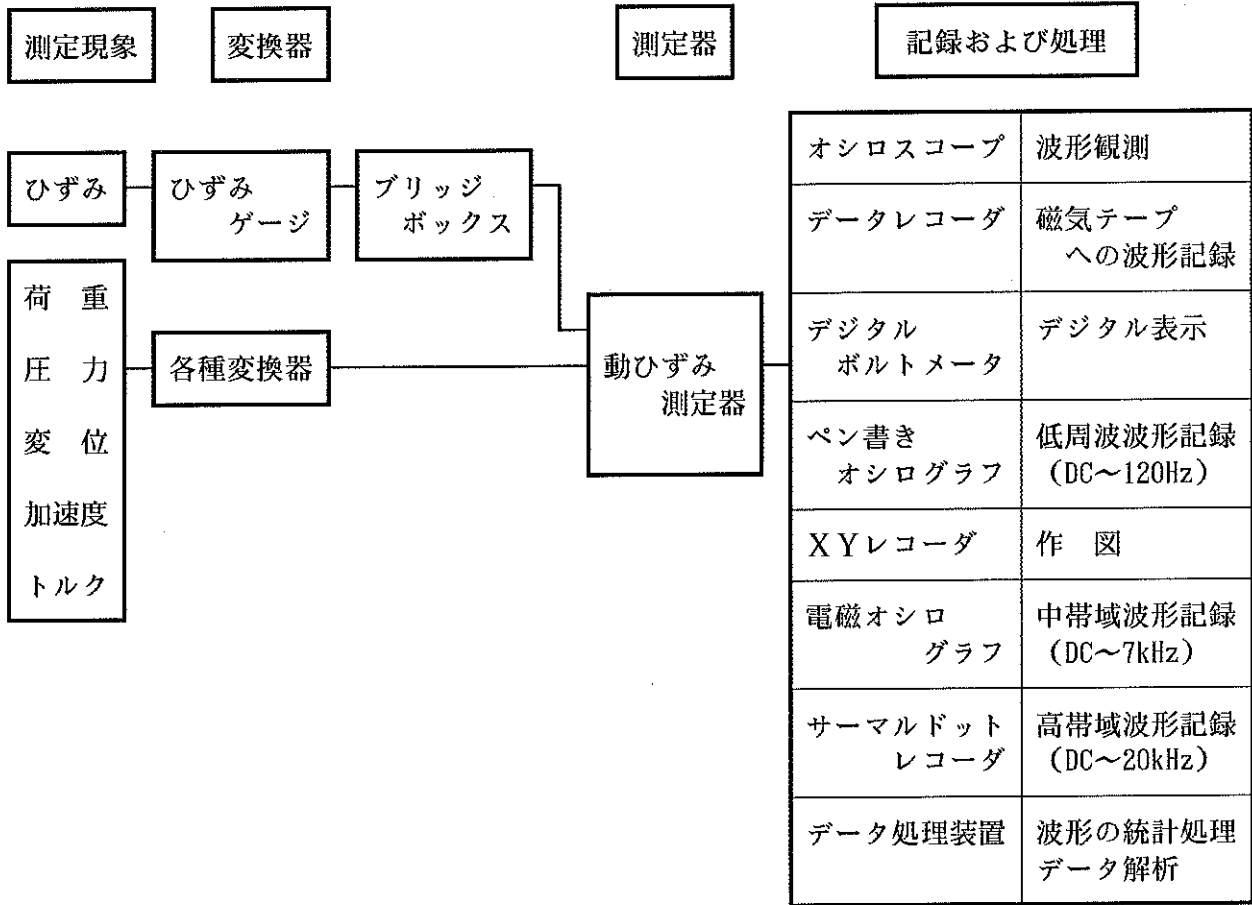 測定現象
変換器
測定器
記録および処理
ひずみ
ひずみ
ゲージ
ブリッジ
ボックス
荷 重
圧 力
変 位
加速度
トルク
各種変換器
動ひずみ
測定器
オシロスコープ
波形観測
データレコーダ
磁気テープ
への波形記録
デジタル
ボルトメータ
デジタル表示
ペン書き
オシログラフ
低周波波形記録
(DC～120Hz)
XYレコーダ
作 図
電磁オシロ
グラフ
中帯域波形記録
(DC～7kHz)
サーマルドット
レコーダ
高帯域波形記録
(DC～20kHz)
データ処理装置
波形の統計処理
データ解析